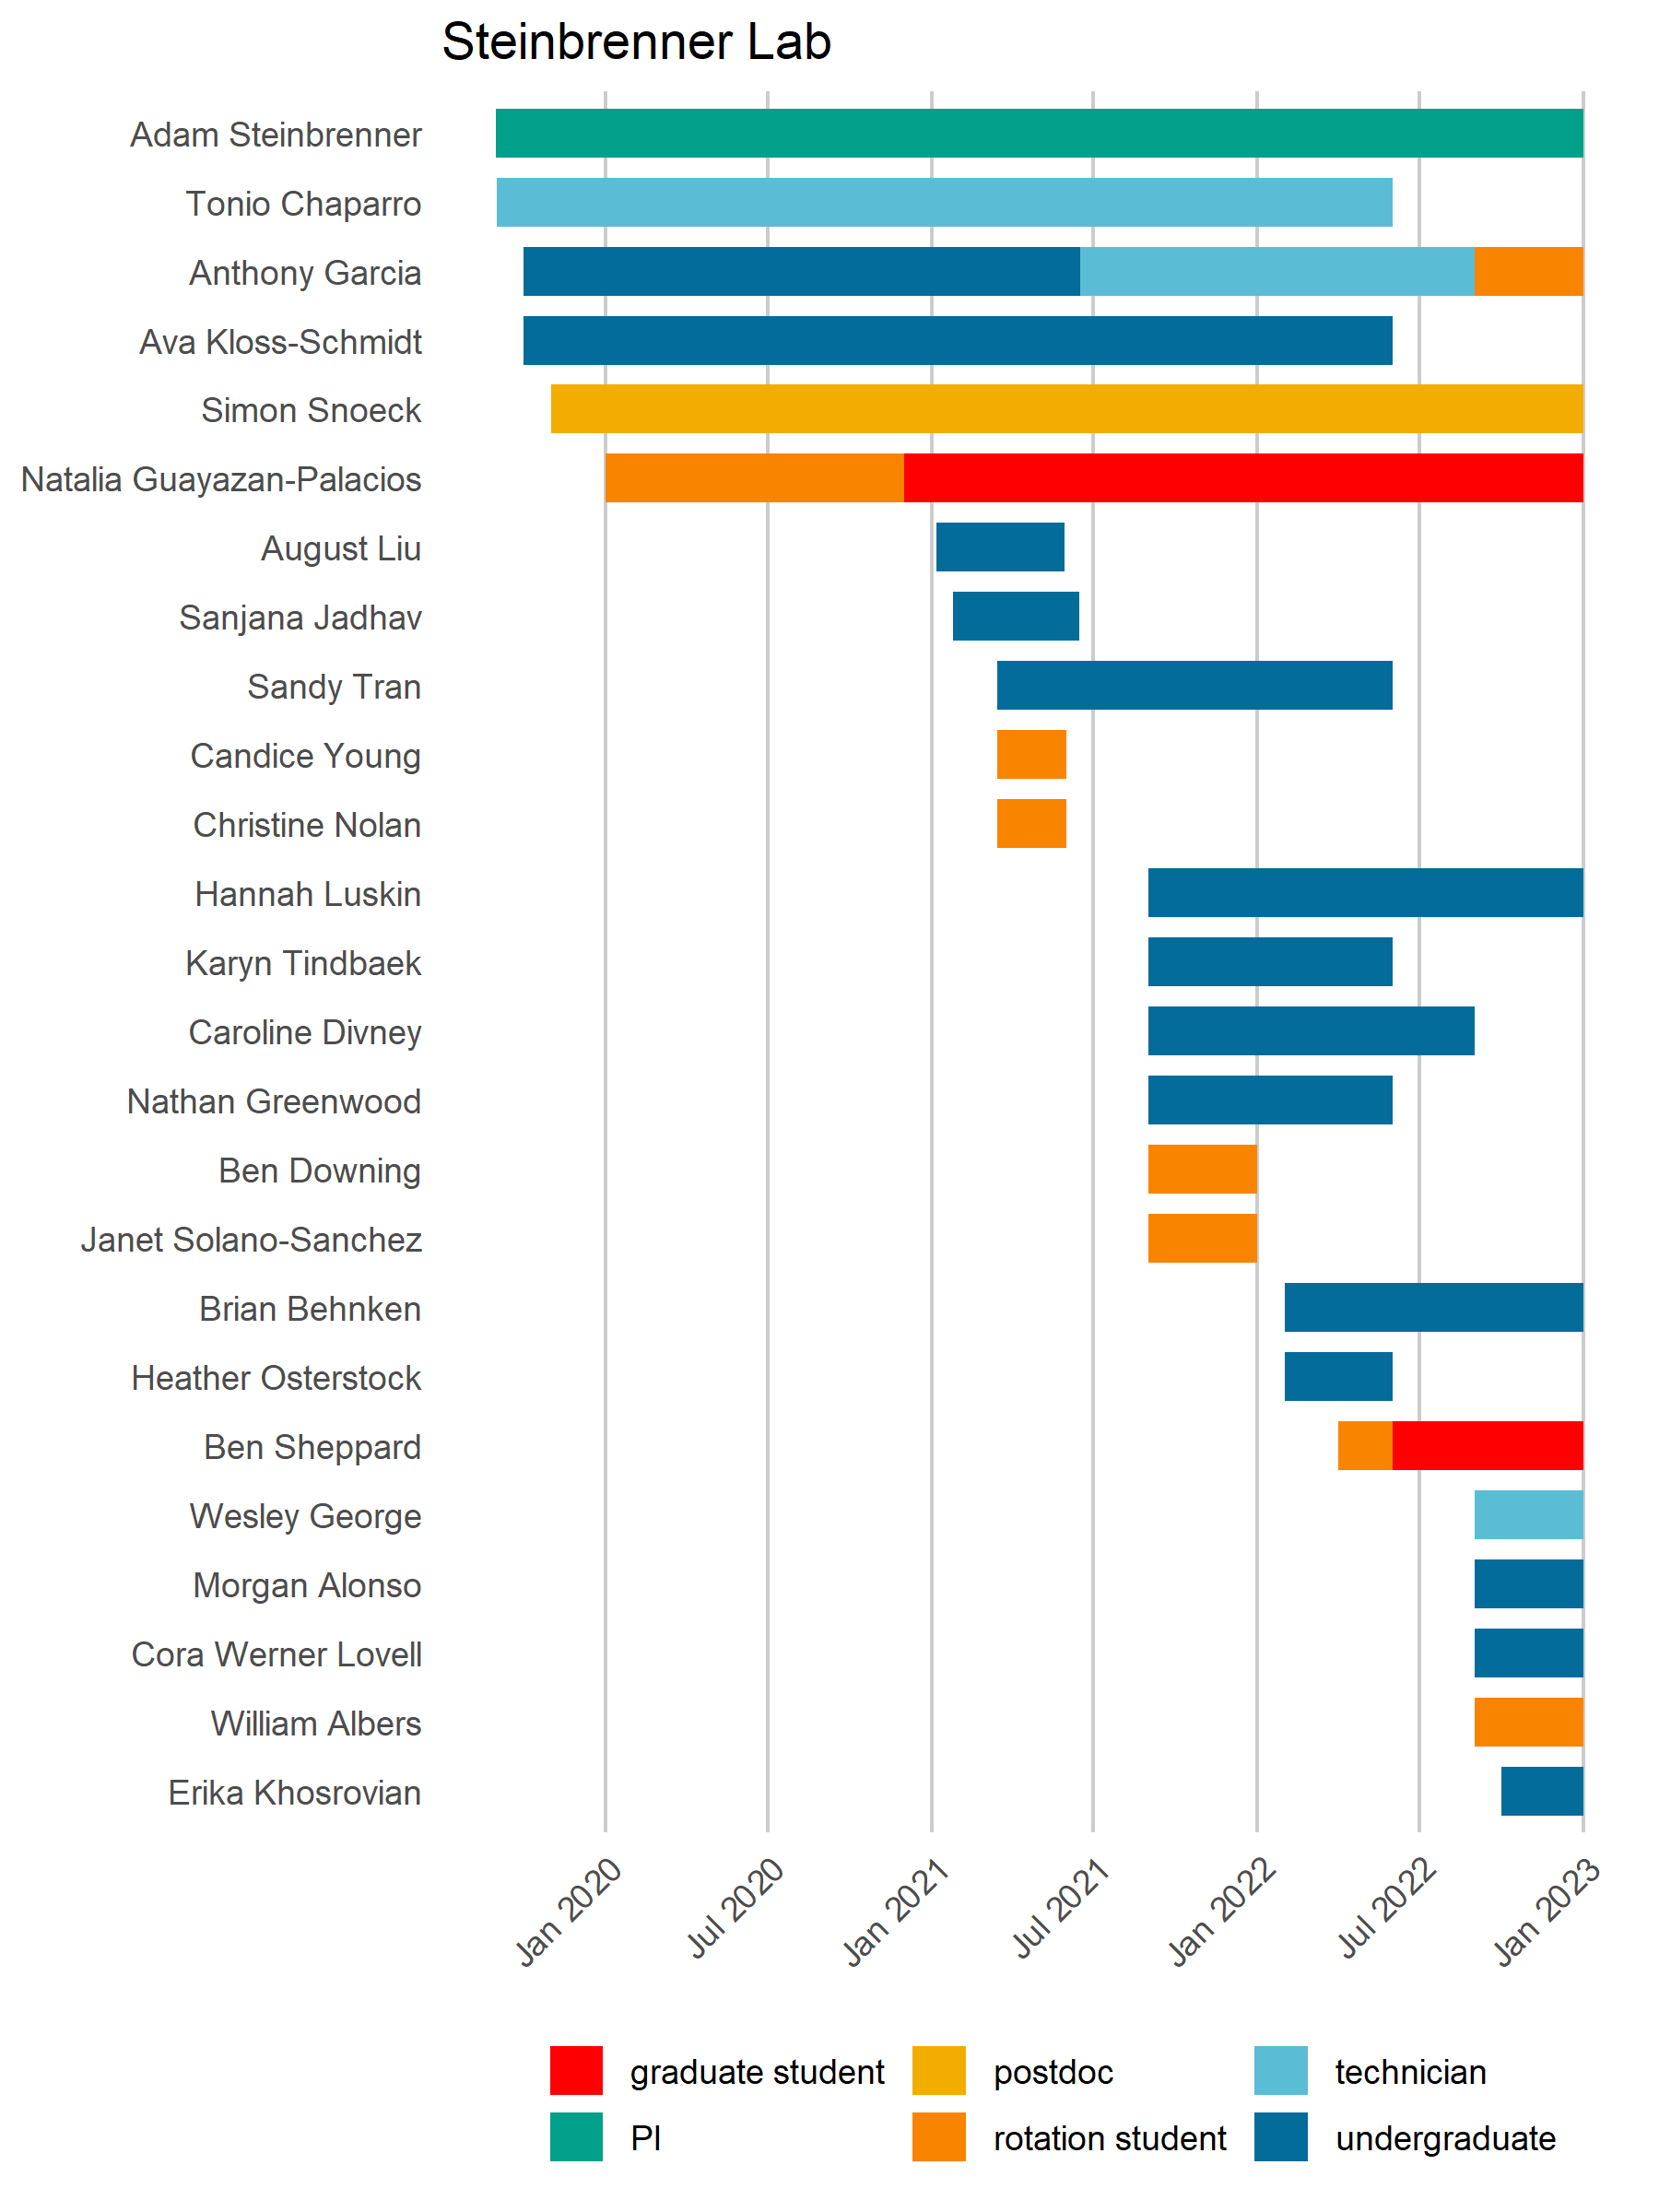 Steinbrenner Lab
Adam Steinbrenner
Tonio Chaparro
Anthony Garcia
Ava Kloss-Schmidt
Simon Snoeck
Natalia Guayazan-Palacios
August Liu
Sanjana Jadhav
Sandy Tran
Candice Young
Christine Nolan
Hannah Luskin
Karyn Tindbaek
Caroline Divney
Nathan Greenwood
Ben Downing
Janet Solano-Sanchez
Brian Behnken
Heather Osterstock
Ben Sheppard
Wesley George
Morgan Alonso
Cora Werner Lovell
William Albers
Erika Khosrovian
Jan 2020
Jul 2020
Jan 2021
Jul 2021
Jan 2022
Jul 2022
Jan 2023
graduate student
postdoc
technician
PI
rotation student
undergraduate